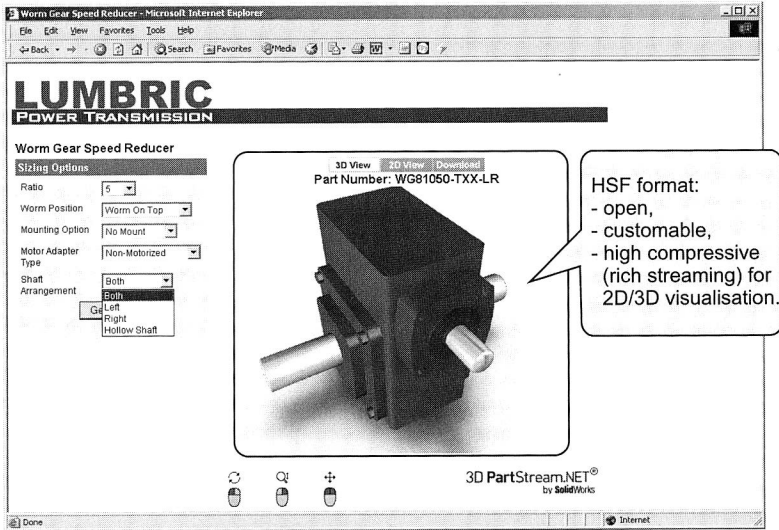 Worm Gear Speed Reducer - Microsoft Internet Explorer
File Edit View Favorites Tools Help
Back Search Favorites Media
LUMBRIC
POWER TRANSMISSION
Worm Gear Speed Reducer
Sizing Options
Ratio 5
Worm Position Worm On Top
Mounting Option No Mount
Motor Adapter Type Non-Motorized
Shaft Arrangement Both
Both
Left
Right
Hollow Shaft
Ge
3D View 2D View Download
Part Number: WG81050-TXX-LR
HSF format:
- open,
- customable,
- high compressive
(rich streaming) for
2D/3D visualisation.
3D PartStream.NET®
by SolidWorks
Done Internet